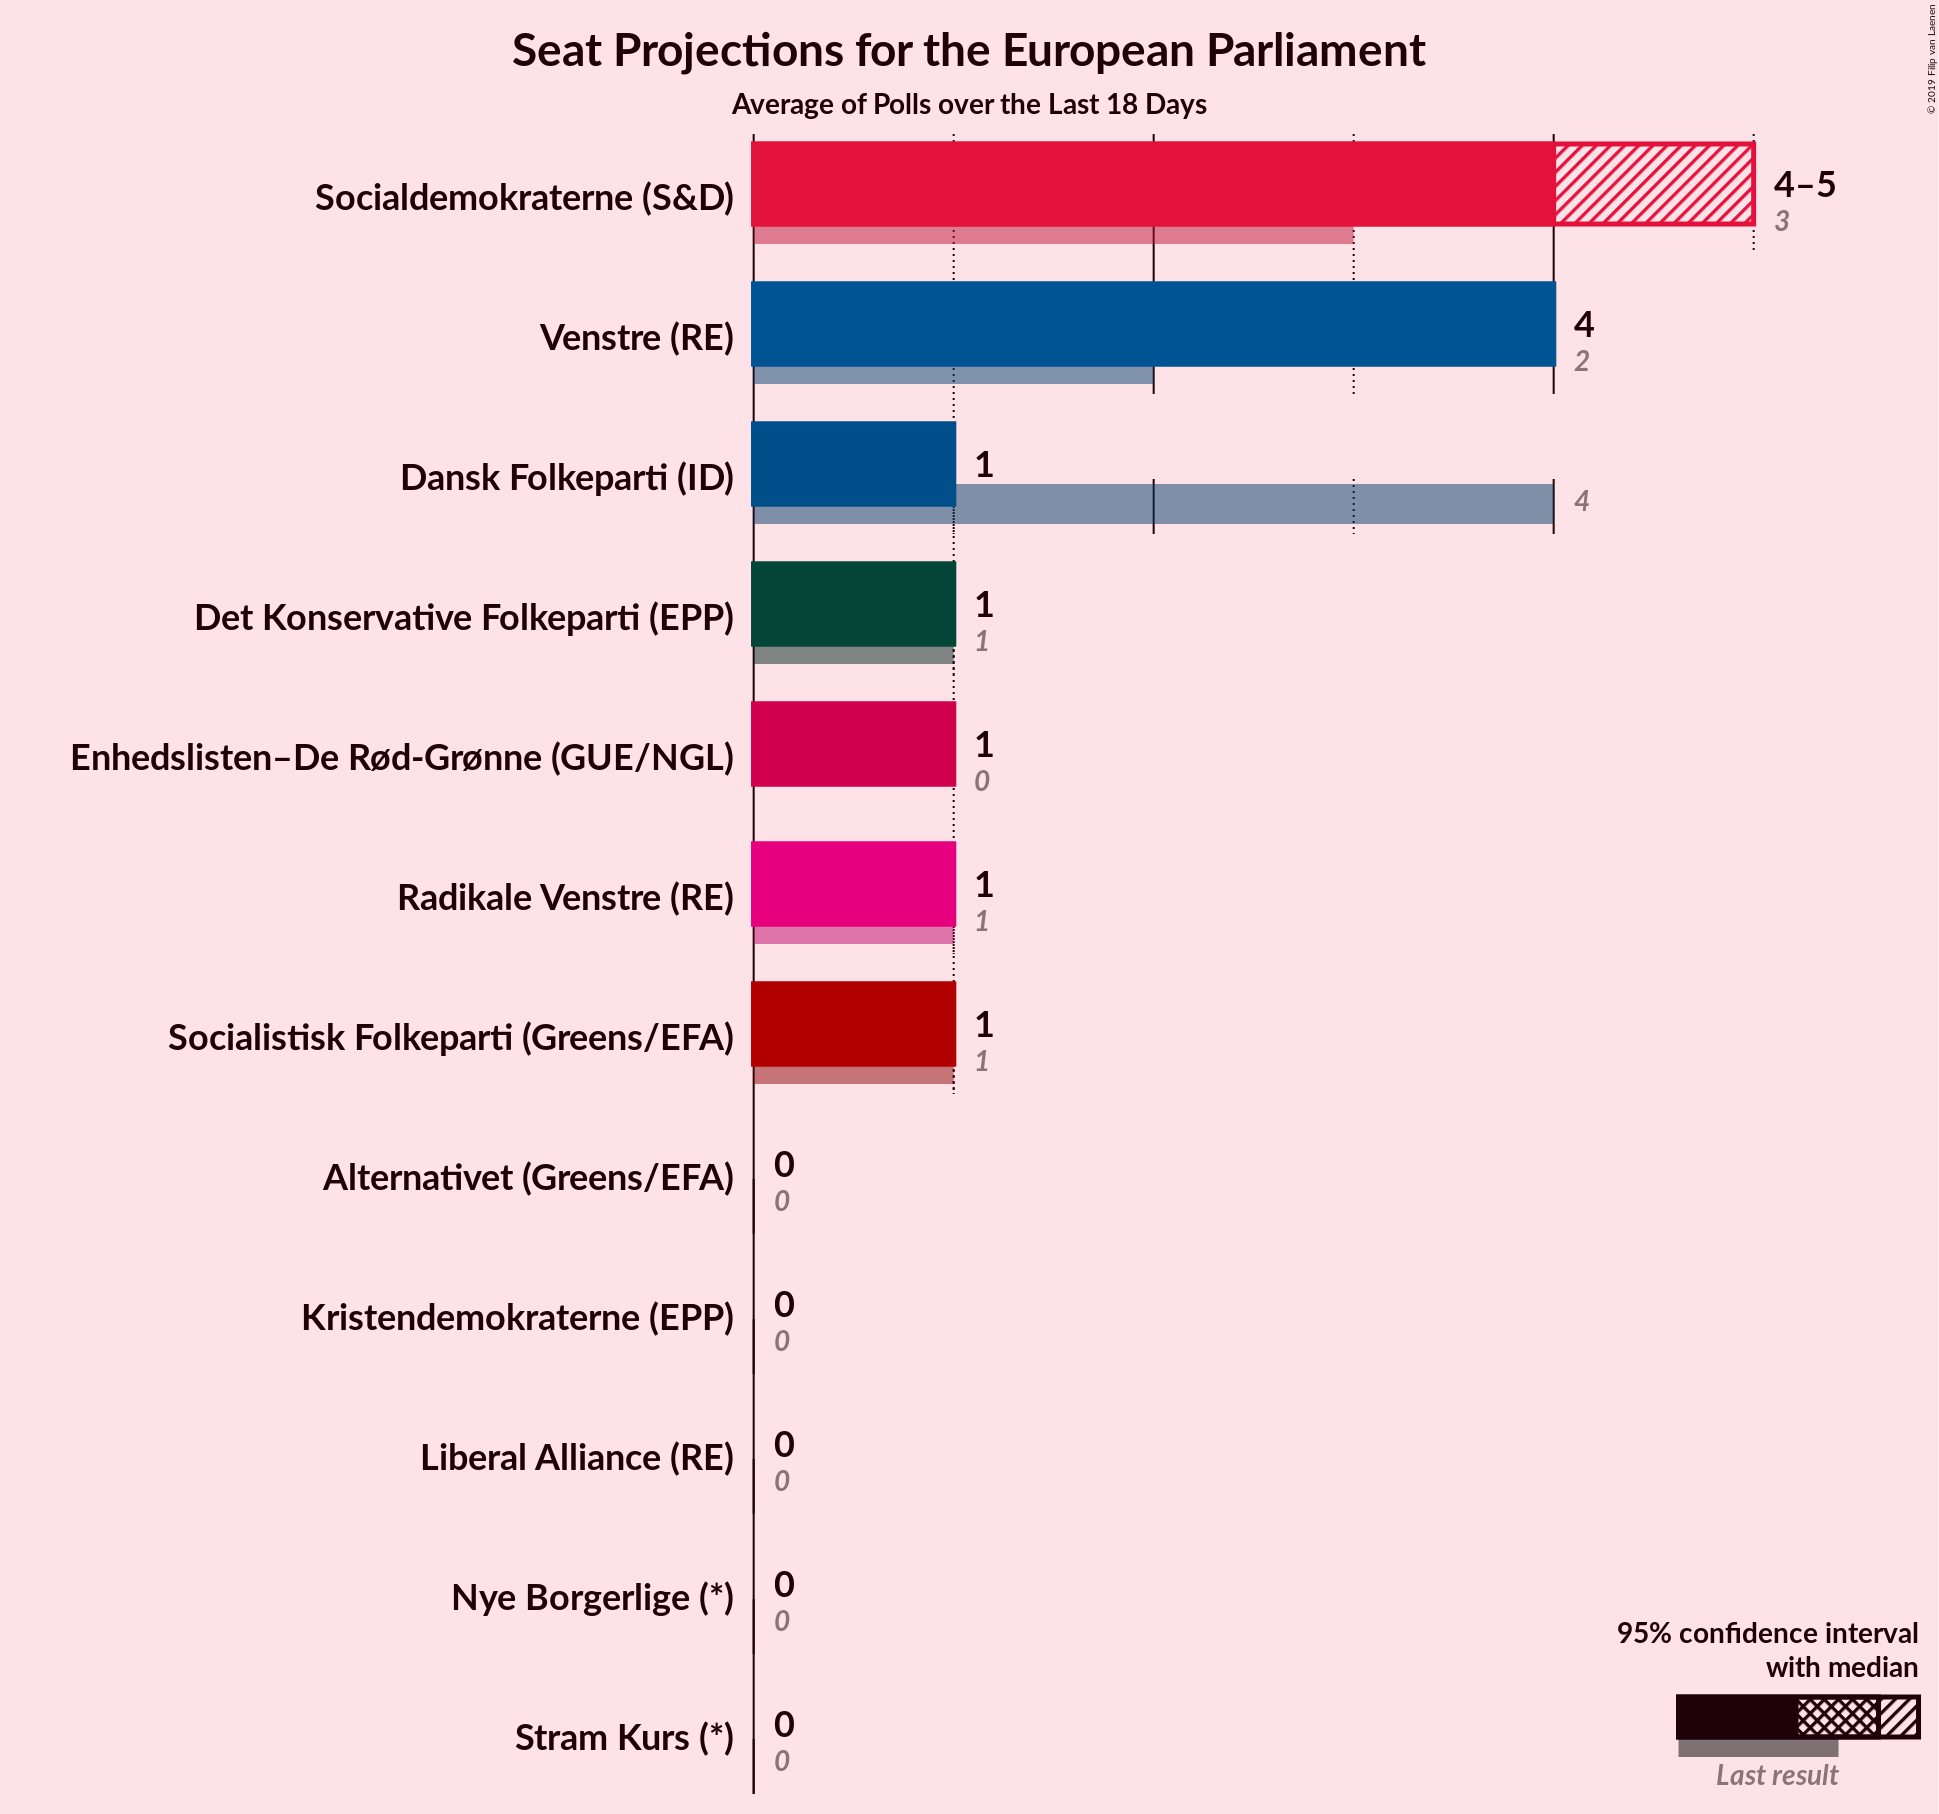 Seat Projections for the European Parliament
Average of Polls over the Last 18 Days
© 2019 Filip van Laenen
Socialdemokraterne (S&D)
4–5
3
Venstre (RE)
4
2
Dansk Folkeparti (ID)
1
4
Det Konservative Folkeparti (EPP)
1
1
Enhedslisten–De Rød-Grønne (GUE/NGL)
1
0
Radikale Venstre (RE)
1
1
Socialistisk Folkeparti (Greens/EFA)
1
1
Alternativet (Greens/EFA)
0
0
Kristendemokraterne (EPP)
0
0
Liberal Alliance (RE)
0
0
Nye Borgerlige (*)
0
0
Stram Kurs (*)
0
0
95% confidence interval
with median
Last result